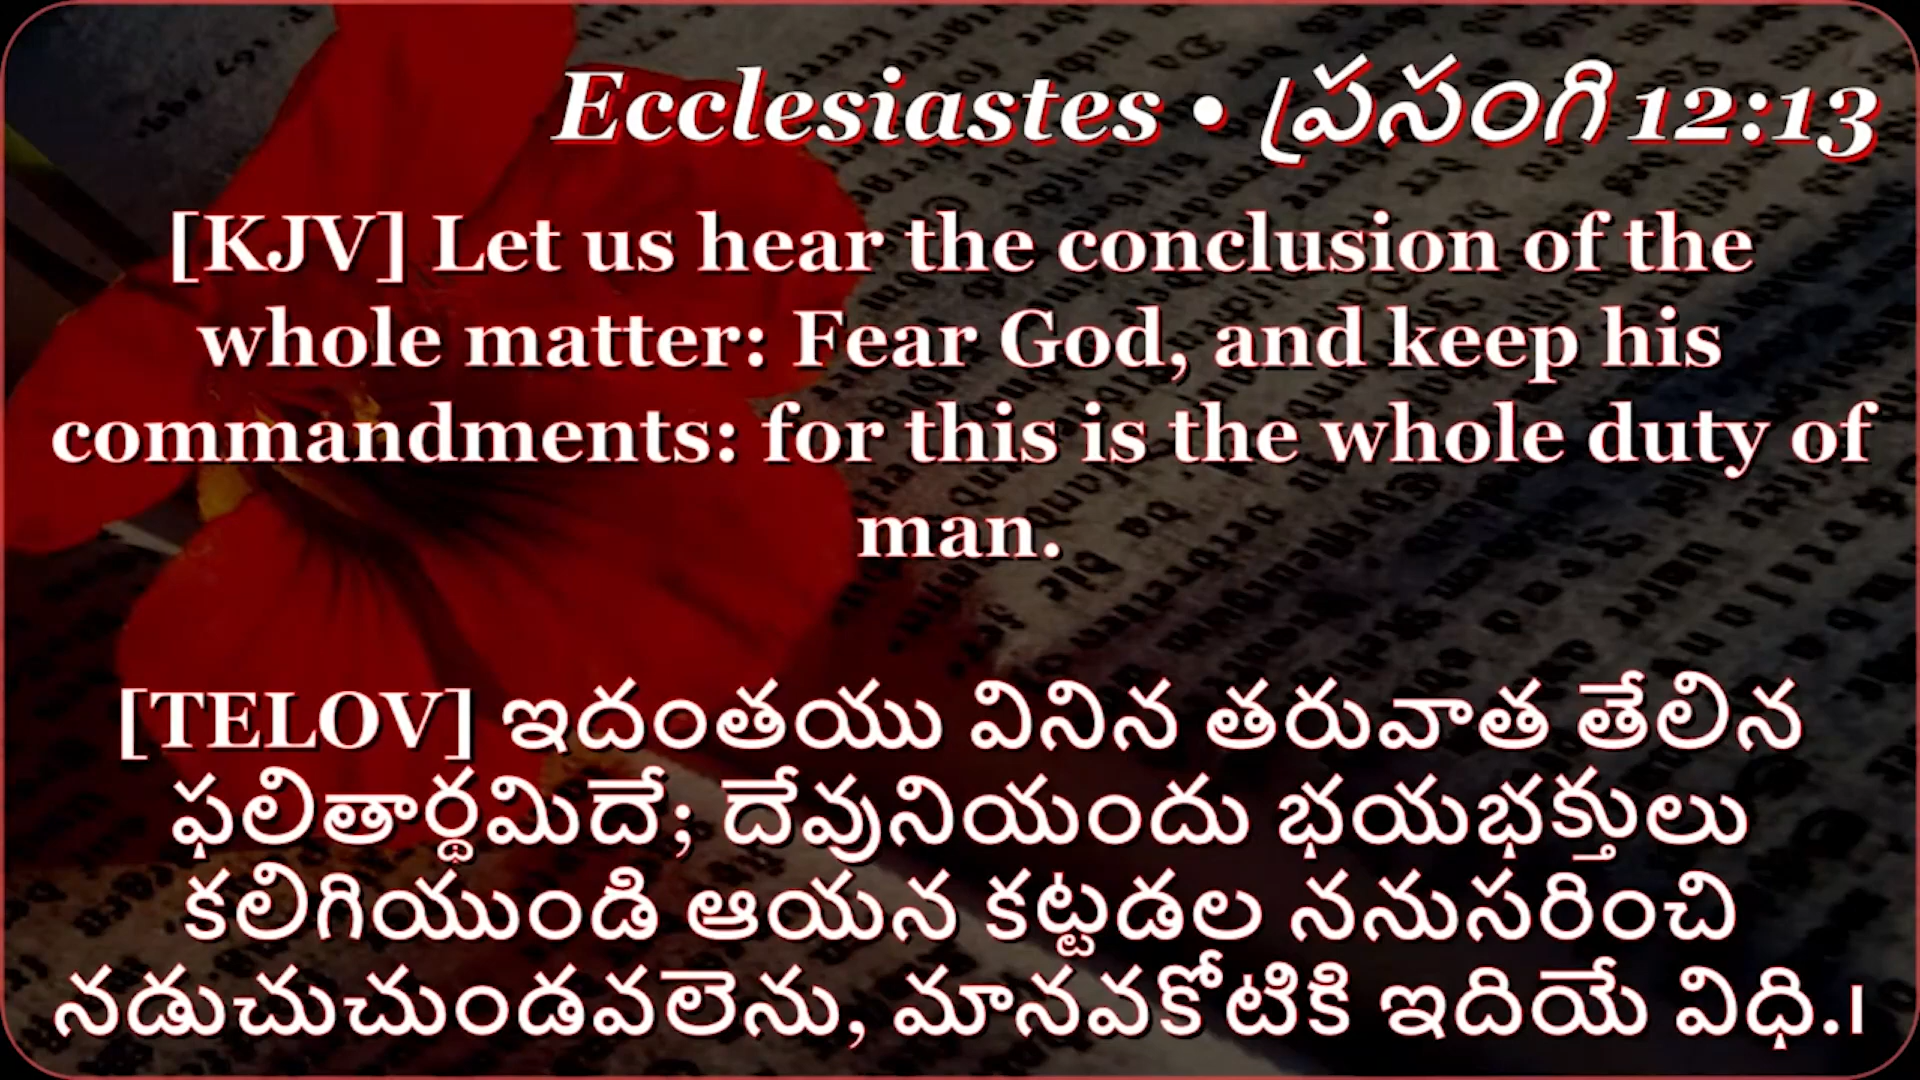 Ecclesiastes • ప్రసంగి 12:13
[KJV] Let us hear the conclusion of the
whole matter: Fear God, and keep his
commandments: for this is the whole duty of
man.
[TELOV] ఇదంతయు వినిన తరువాత తేలిన
ఫలితార్థమిదే; దేవునియందు భయభక్తులు
కలిగియుండి ఆయన కట్టడల ననుసరించి
నడుచుచుండవలెను, మానవకోటికి ఇదియే విధి.।